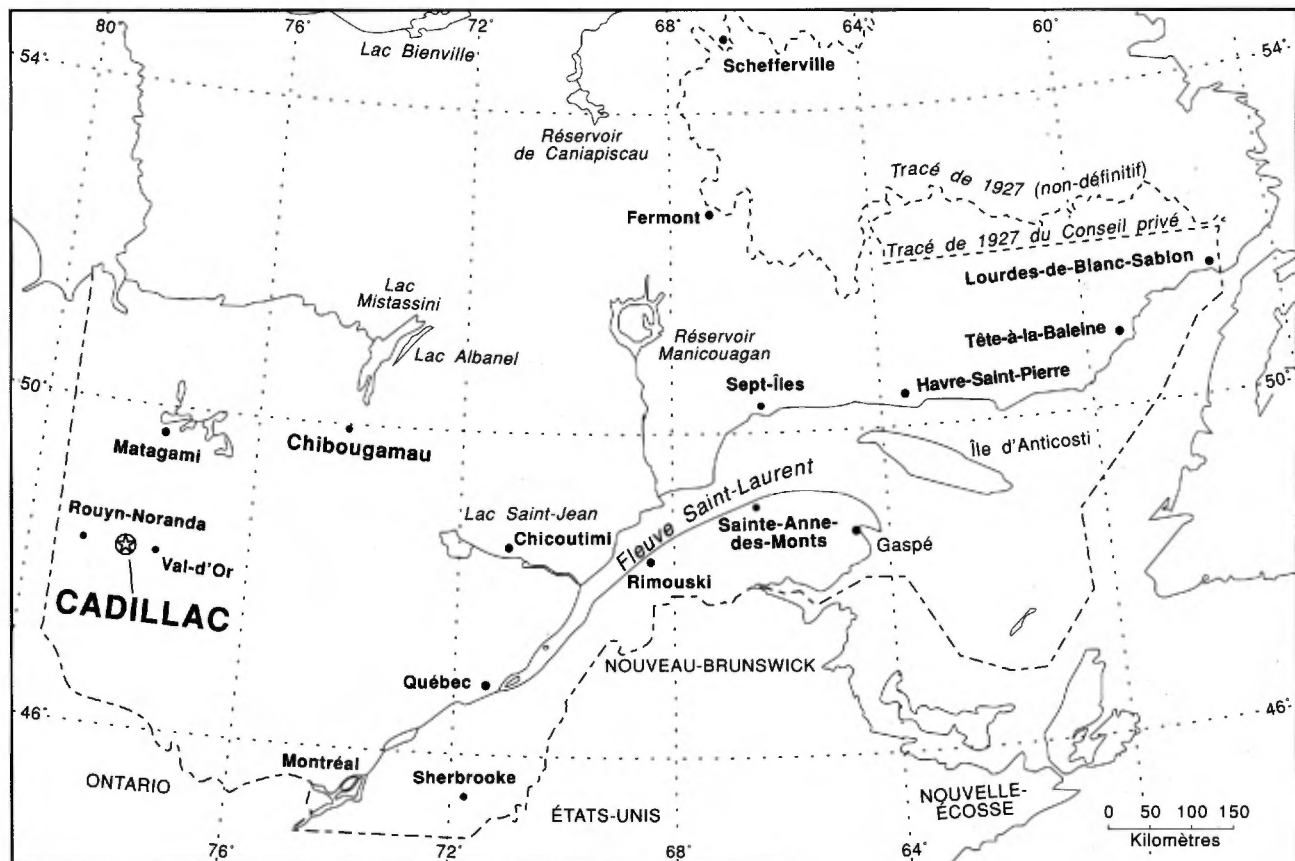 80°
76°
72°
68°
64°
60°
54°
54°
Lac Bienville
Schefferville
Réservoir
de Caniapiscau
Tracé de 1927 (non-définitif)
Fermont
Tracé de 1927 du Conseil privé
Lourdes-de-Blanc-Sablon
Lac
Mistassini
Lac Albanel
Réservoir
Manicouagan
Tête-à-la-Baleine
Sept-Îles
Havre-Saint-Pierre
50°
50°
Matagami
Chibougamau
Île d'Anticosti
Rouyn-Noranda
Val-d'Or
CADILLAC
Lac Saint-Jean
Chicoutimi
Fleuve Saint-Laurent
Sainte-Anne-
des-Monts
Gaspé
Rimouski
Québec
NOUVEAU-BRUNSWICK
46°
46°
Montréal
Sherbrooke
ONTARIO
ÉTATS-UNIS
NOUVELLE-
ÉCOSSE
0 50 100 150
Kilomètres
76°
72°
68°
64°